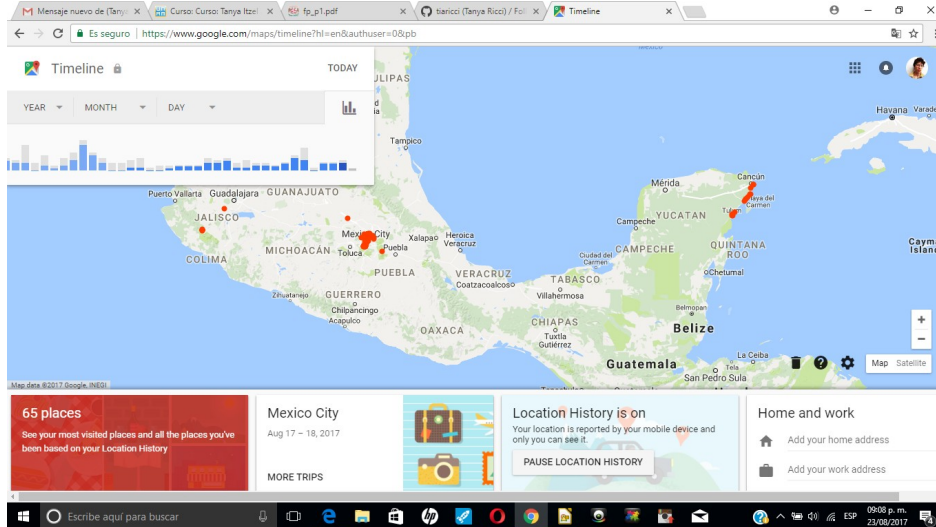 Mensaje nuevo de (Tany
Curso: Curso: Tanya Itzel
fp_p1.pdf
tiaricci (Tanya Ricci) / Fol
Timeline
Es seguro | https://www.google.com/maps/timeline?hl=en&authuser=0&pb
Timeline
TODAY
YEAR
MONTH
DAY
Tampico
Havana
Puerto Vallarta
Guadalajara
GUANAJUATO
JALISCO
COLIMA
MICHOACÁN
Mexico City
Toluca
Puebla
Xalapa
Heroica
Veracruz
PUEBLA
VERACRUZ
Coatzacoalcos
Zihuatanejo
GUERRERO
Chilpancingo
Acapulco
OAXACA
Mérida
Cancún
Playa del
Carmen
Tulum
YUCATAN
Campeche
CAMPECHE
QUINTANA
ROO
Ciudad del
Carmen
Chetumal
TABASCO
Villahermosa
CHIAPAS
Tuxtla
Gutiérrez
Belmopan
Belize
Guatemala
La Ceiba
Tela
San Pedro Sula
Map
Satellite
Map data ©2017 Google, INEGI
65 places
See your most visited places and all the places you've
been based on your Location History
Mexico City
Aug 17 – 18, 2017
MORE TRIPS
Location History is on
Your location is reported by your mobile device and
only you can see it.
PAUSE LOCATION HISTORY
Home and work
Add your home address
Add your work address
Escribe aquí para buscar
ESP
09:08 p. m.
23/08/2017